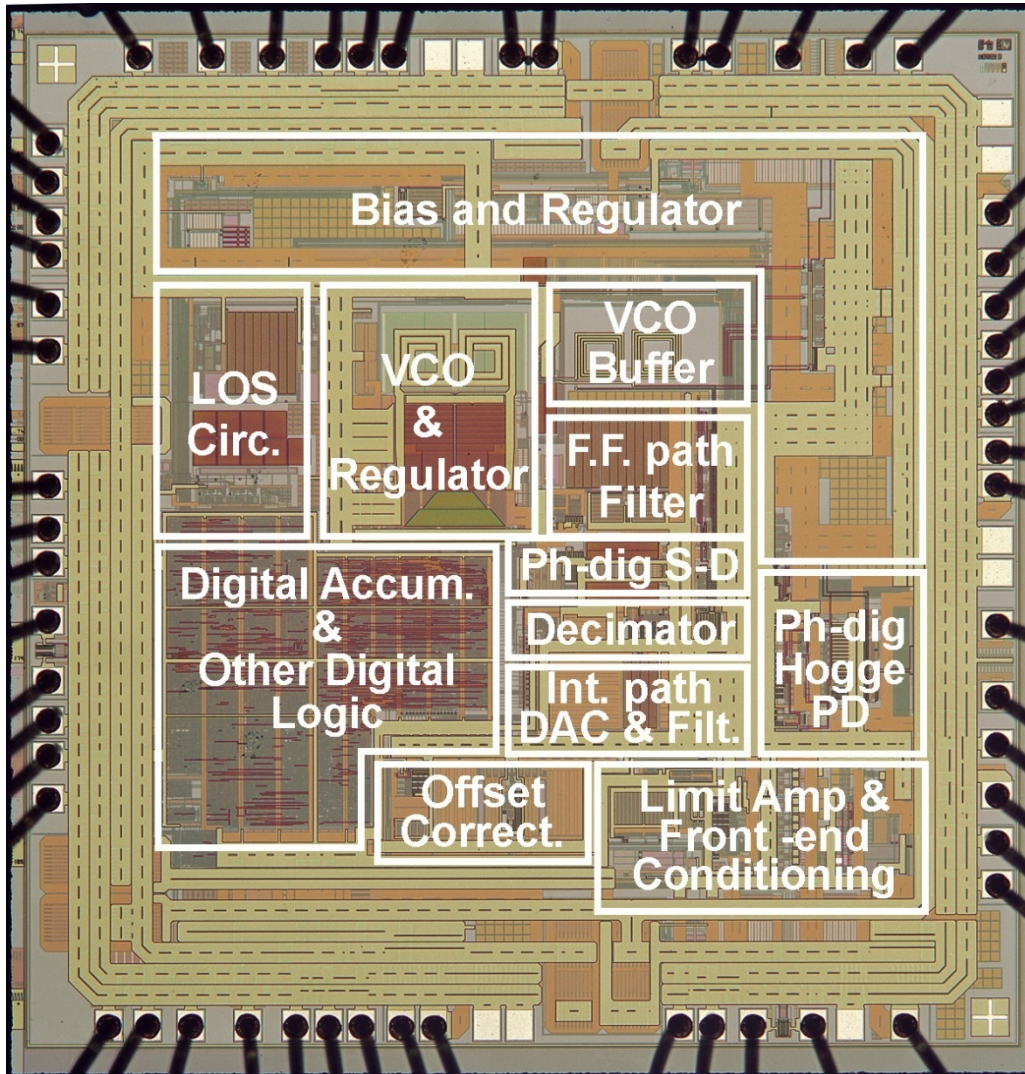 Bias and Regulator
LOS
Circ.
VCO
&
Regulator
VCO
Buffer
F.F. path
Filter
Ph-dig S-D
Decimator
Int. path
DAC & Filt.
Digital Accum.
&
Other Digital
Logic
Ph-dig
Hogge
PD
Offset
Correct.
Limit Amp &
Front -end
Conditioning